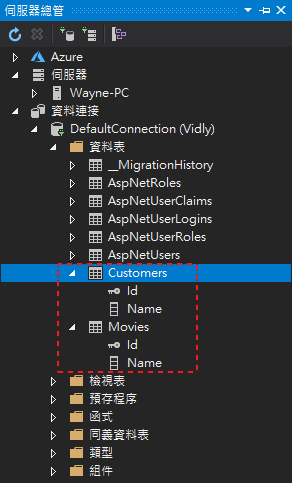 伺服器總管
Azure
伺服器
Wayne-PC
資料連接
DefaultConnection (Vidly)
資料表
__MigrationHistory
AspNetRoles
AspNetUserClaims
AspNetUserLogins
AspNetUserRoles
AspNetUsers
Customers
Id
Name
Movies
Id
Name
檢視表
預存程序
函式
同義資料表
類型
組件